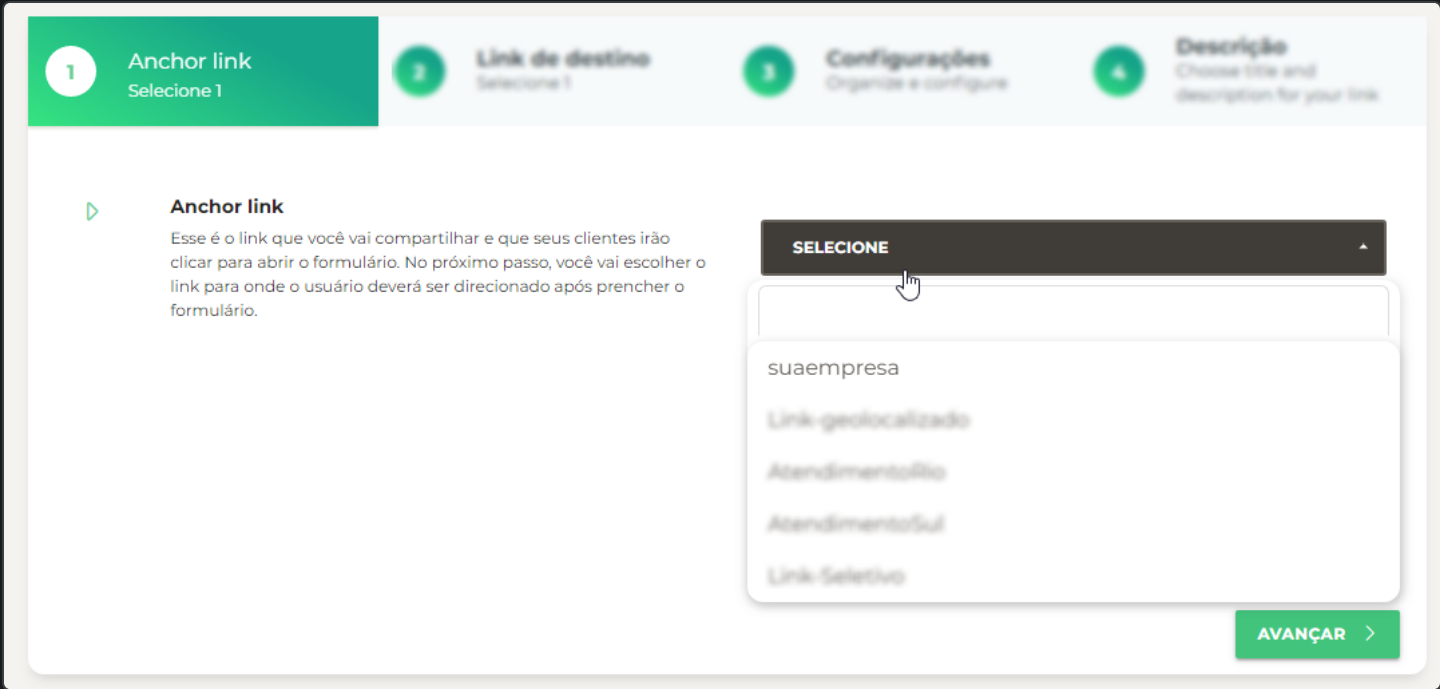 1
Anchor link
Selecione 1
2
Link de destino
Selecione 1
3
Configurações
Organize e configure
4
Descrição
Choose title and
description for your link
Anchor link
Esse é o link que você vai compartilhar e que seus clientes irão
clicar para abrir o formulário. No próximo passo, você vai escolher o
link para onde o usuário deverá ser direcionado após prencher o
formulário.
SELECIONE
suaempresa
Link-geolocalizado
AtendimentoRio
AtendimentoSul
Link-Seletivo
AVANÇAR